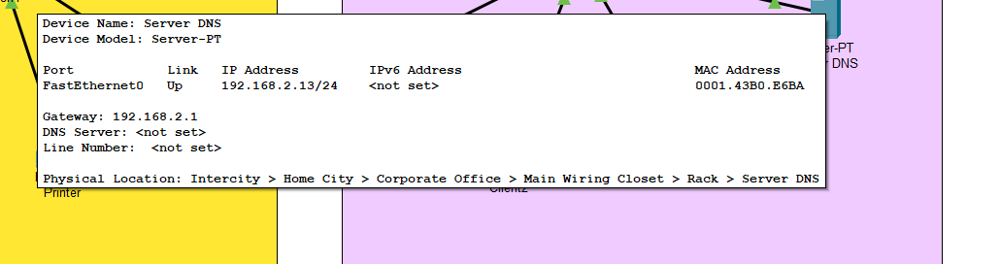 Device Name: Server DNS
Device Model: Server-PT
Port Link IP Address IPv6 Address MAC Address
FastEthernet0 Up 192.168.2.13/24 <not set> 0001.43B0.E6BA
Gateway: 192.168.2.1
DNS Server: <not set>
Line Number: <not set>
Physical Location: Intercity > Home City > Corporate Office > Main Wiring Closet > Rack > Server DNS
er-PT
DNS
Printer